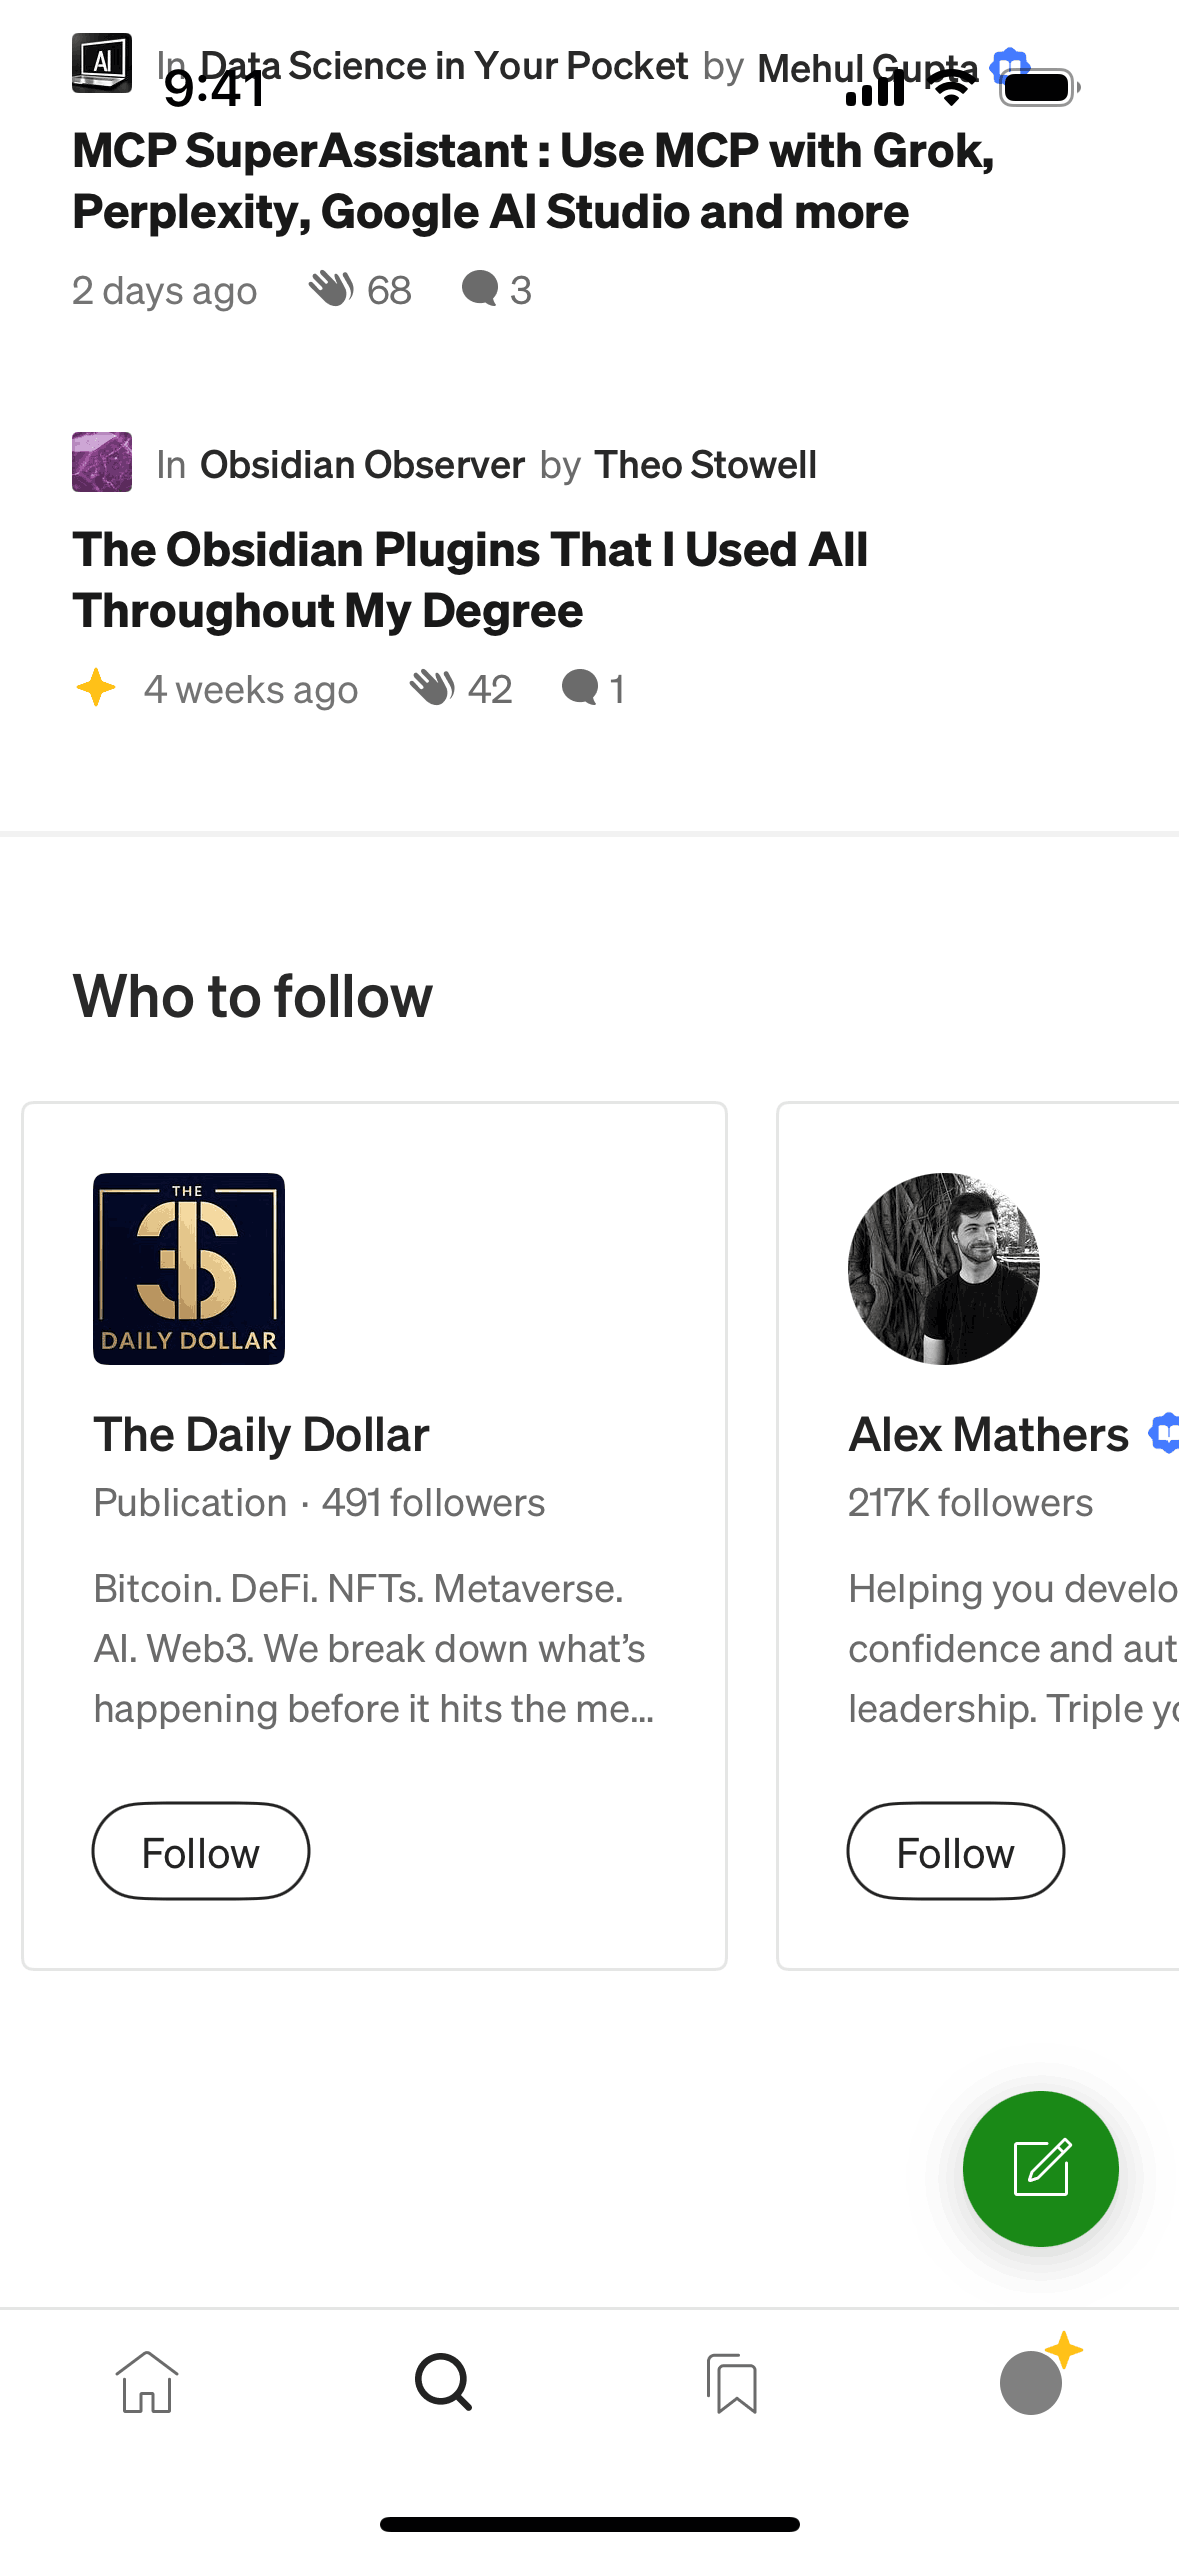 AI In Data Science in Your Pocket by Mehul Gupta
9:41
MCP SuperAssistant : Use MCP with Grok,
Perplexity, Google AI Studio and more
2 days ago 68 3
In Obsidian Observer by Theo Stowell
The Obsidian Plugins That I Used All
Throughout My Degree
4 weeks ago 42 1
Who to follow
THE
DAILY DOLLAR
The Daily Dollar
Publication · 491 followers
Bitcoin. DeFi. NFTs. Metaverse.
AI. Web3. We break down what’s
happening before it hits the me...
Follow
Alex Mathers
217K followers
Helping you develo
confidence and aut
leadership. Triple yo
Follow